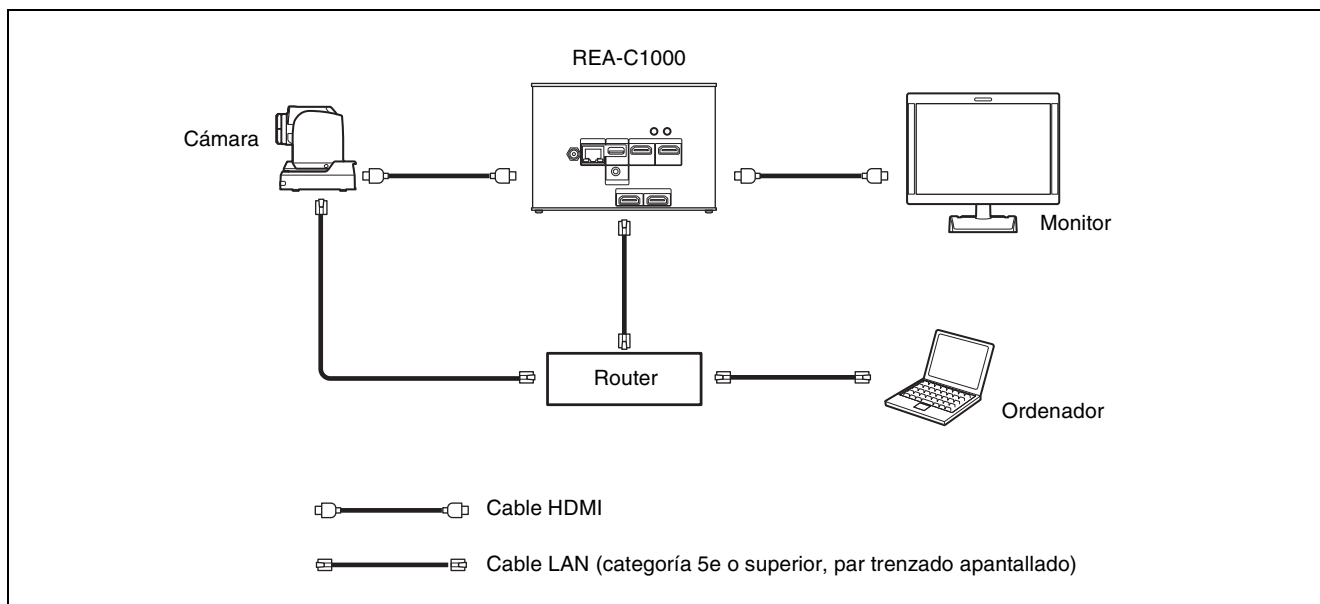 REA-C1000
Cámara
Monitor
Router
Ordenador
Cable HDMI
Cable LAN (categoría 5e o superior, par trenzado apantallado)